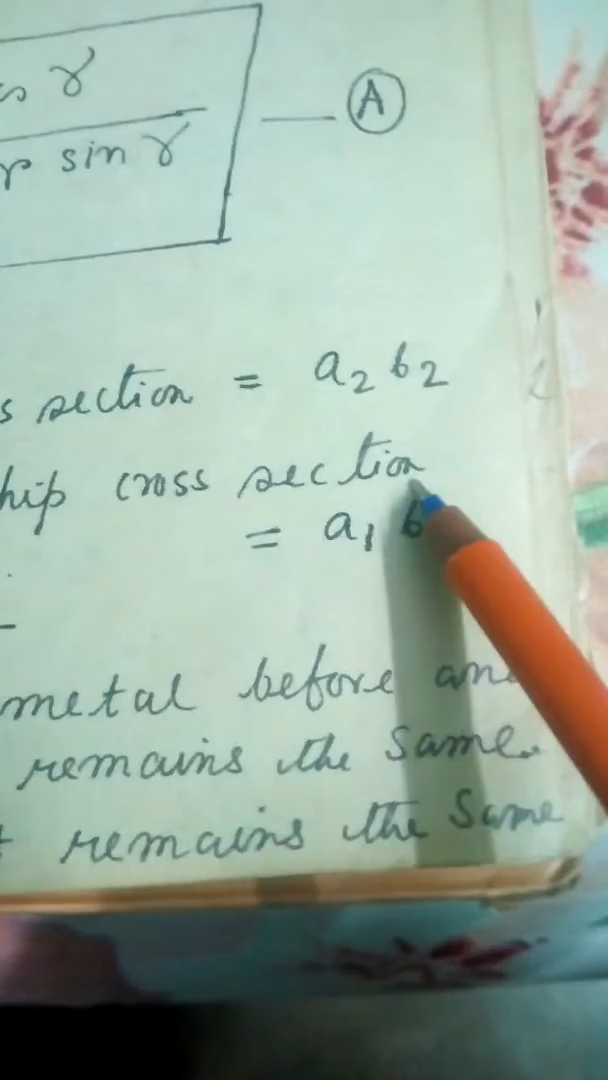 sin γ — Ⓐ
section = a₂ b₂
cross section
= a₁ b
metal before
remains the same.
remains the same